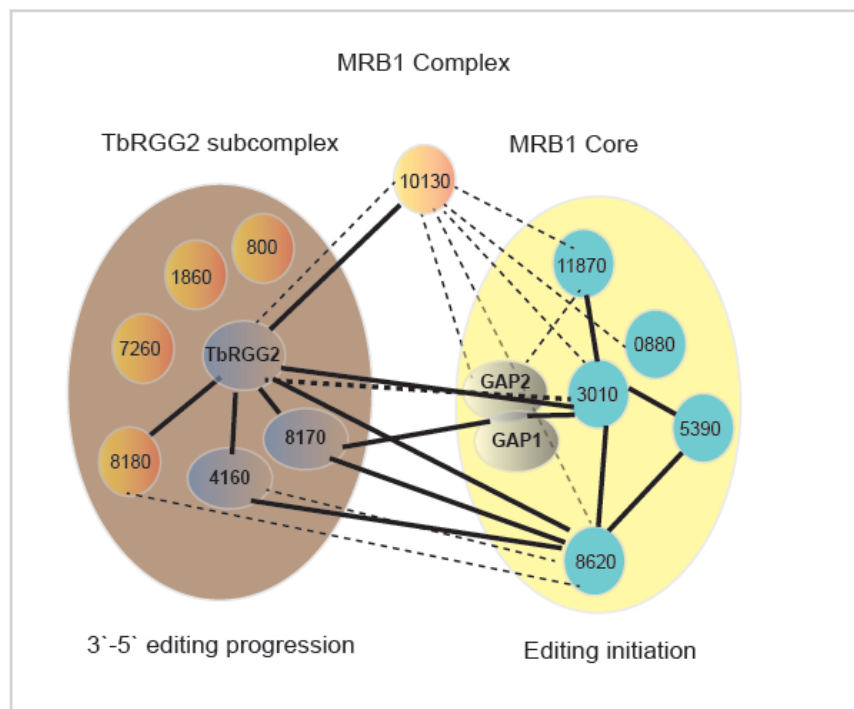 MRB1 Complex
TbRGG2 subcomplex
MRB1 Core
10130
800
1860
11870
7260
TbRGG2
0880
GAP2
3010
GAP1
5390
8170
8180
4160
8620
3`-5` editing progression
Editing initiation